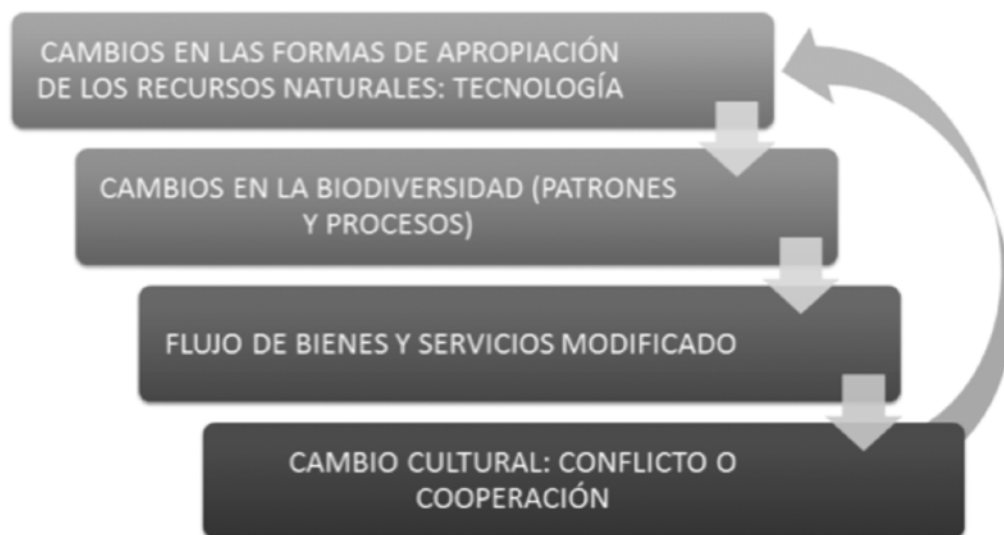 CAMBIOS EN LAS FORMAS DE APROPIACIÓN
DE LOS RECURSOS NATURALES: TECNOLOGÍA
CAMBIOS EN LA BIODIVERSIDAD (PATRONES
Y PROCESOS)
FLUJO DE BIENES Y SERVICIOS MODIFICADO
CAMBIO CULTURAL: CONFLICTO O
COOPERACIÓN